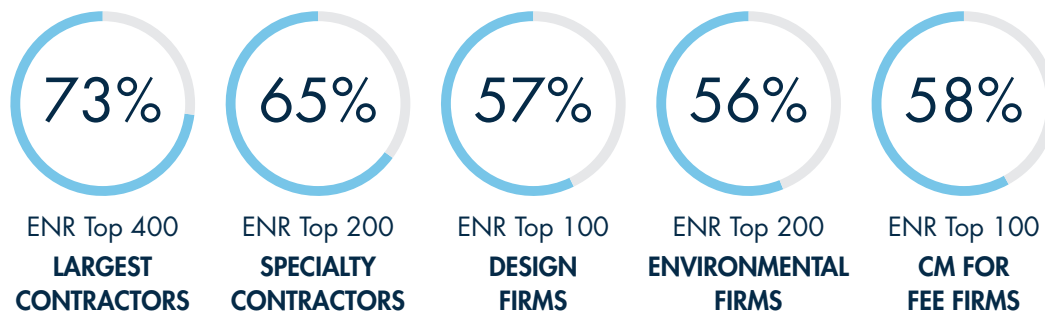 73%
65%
57%
56%
58%
ENR Top 400
LARGEST
CONTRACTORS
ENR Top 200
SPECIALTY
CONTRACTORS
ENR Top 100
DESIGN
FIRMS
ENR Top 200
ENVIRONMENTAL
FIRMS
ENR Top 100
CM FOR
FEE FIRMS